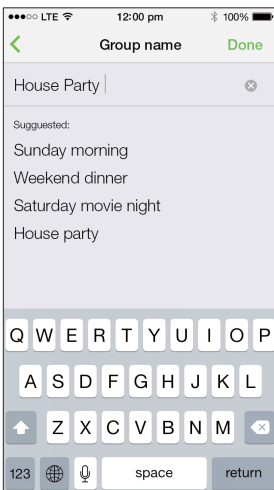 LTE 12:00 pm 100%
Group name Done
House Party
Sugguested:
Sunday morning
Weekend dinner
Saturday movie night
House party
Q W E R T Y U I O P
A S D F G H J K L
Z X C V B N M
123 space return